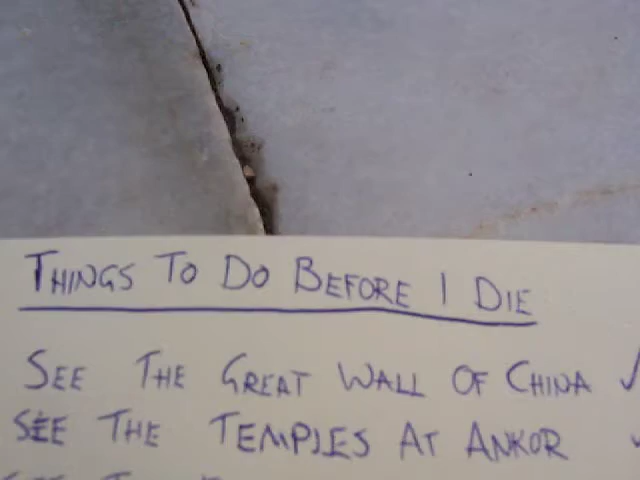 THINGS TO DO BEFORE I DIE
SEE THE GREAT WALL OF CHINA ✓
SEE THE TEMPLES AT ANKOR ✓